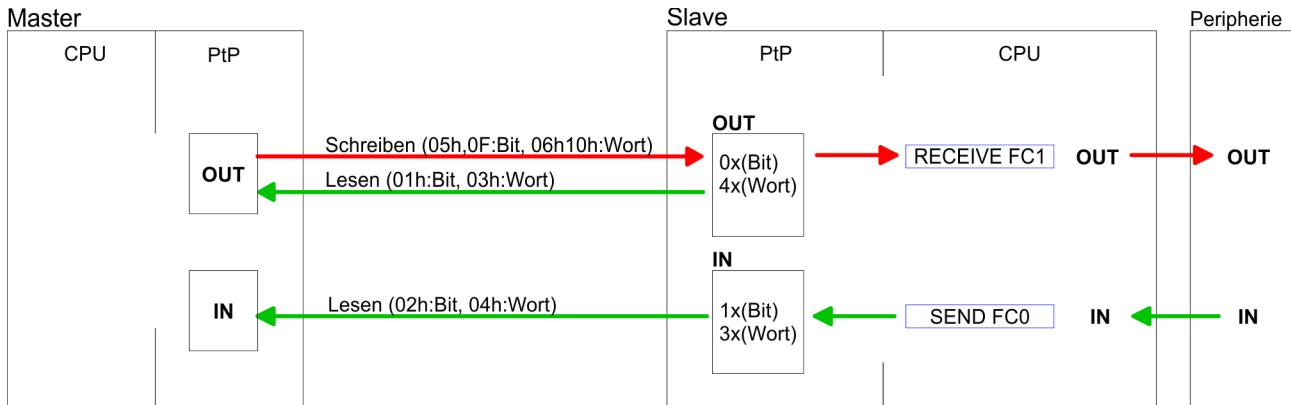 Master
Slave
Peripherie
CPU
PtP
PtP
CPU
OUT
Schreiben (05h,0F:Bit, 06h10h:Wort)
OUT
Lesen (01h:Bit, 03h:Wort)
0x(Bit)
4x(Wort)
RECEIVE FC1
OUT
OUT
IN
Lesen (02h:Bit, 04h:Wort)
IN
1x(Bit)
3x(Wort)
SEND FC0
IN
IN